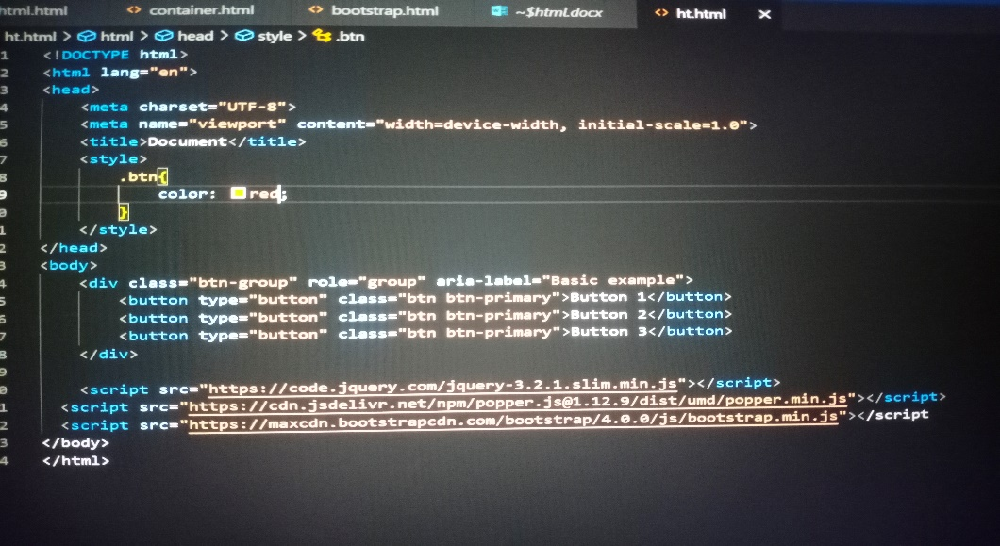 html.html container.html bootstrap.html ~$html.docx ht.html
ht.html > html > head > style > .btn
1 <!DOCTYPE html>
2 <html lang="en">
3 <head>
4 <meta charset="UTF-8">
5 <meta name="viewport" content="width=device-width, initial-scale=1.0">
6 <title>Document</title>
7 <style>
8 .btn{
9 color: red;
0 }
1 </style>
2 </head>
3 <body>
4 <div class="btn-group" role="group" aria-label="Basic example">
5 <button type="button" class="btn btn-primary">Button 1</button>
6 <button type="button" class="btn btn-primary">Button 2</button>
7 <button type="button" class="btn btn-primary">Button 3</button>
8 </div>
9
0 <script src="https://code.jquery.com/jquery-3.2.1.slim.min.js"></script>
1 <script src="https://cdn.jsdelivr.net/npm/popper.js@1.12.9/dist/umd/popper.min.js"></script>
2 <script src="https://maxcdn.bootstrapcdn.com/bootstrap/4.0.0/js/bootstrap.min.js"></script
3 </body>
4 </html>